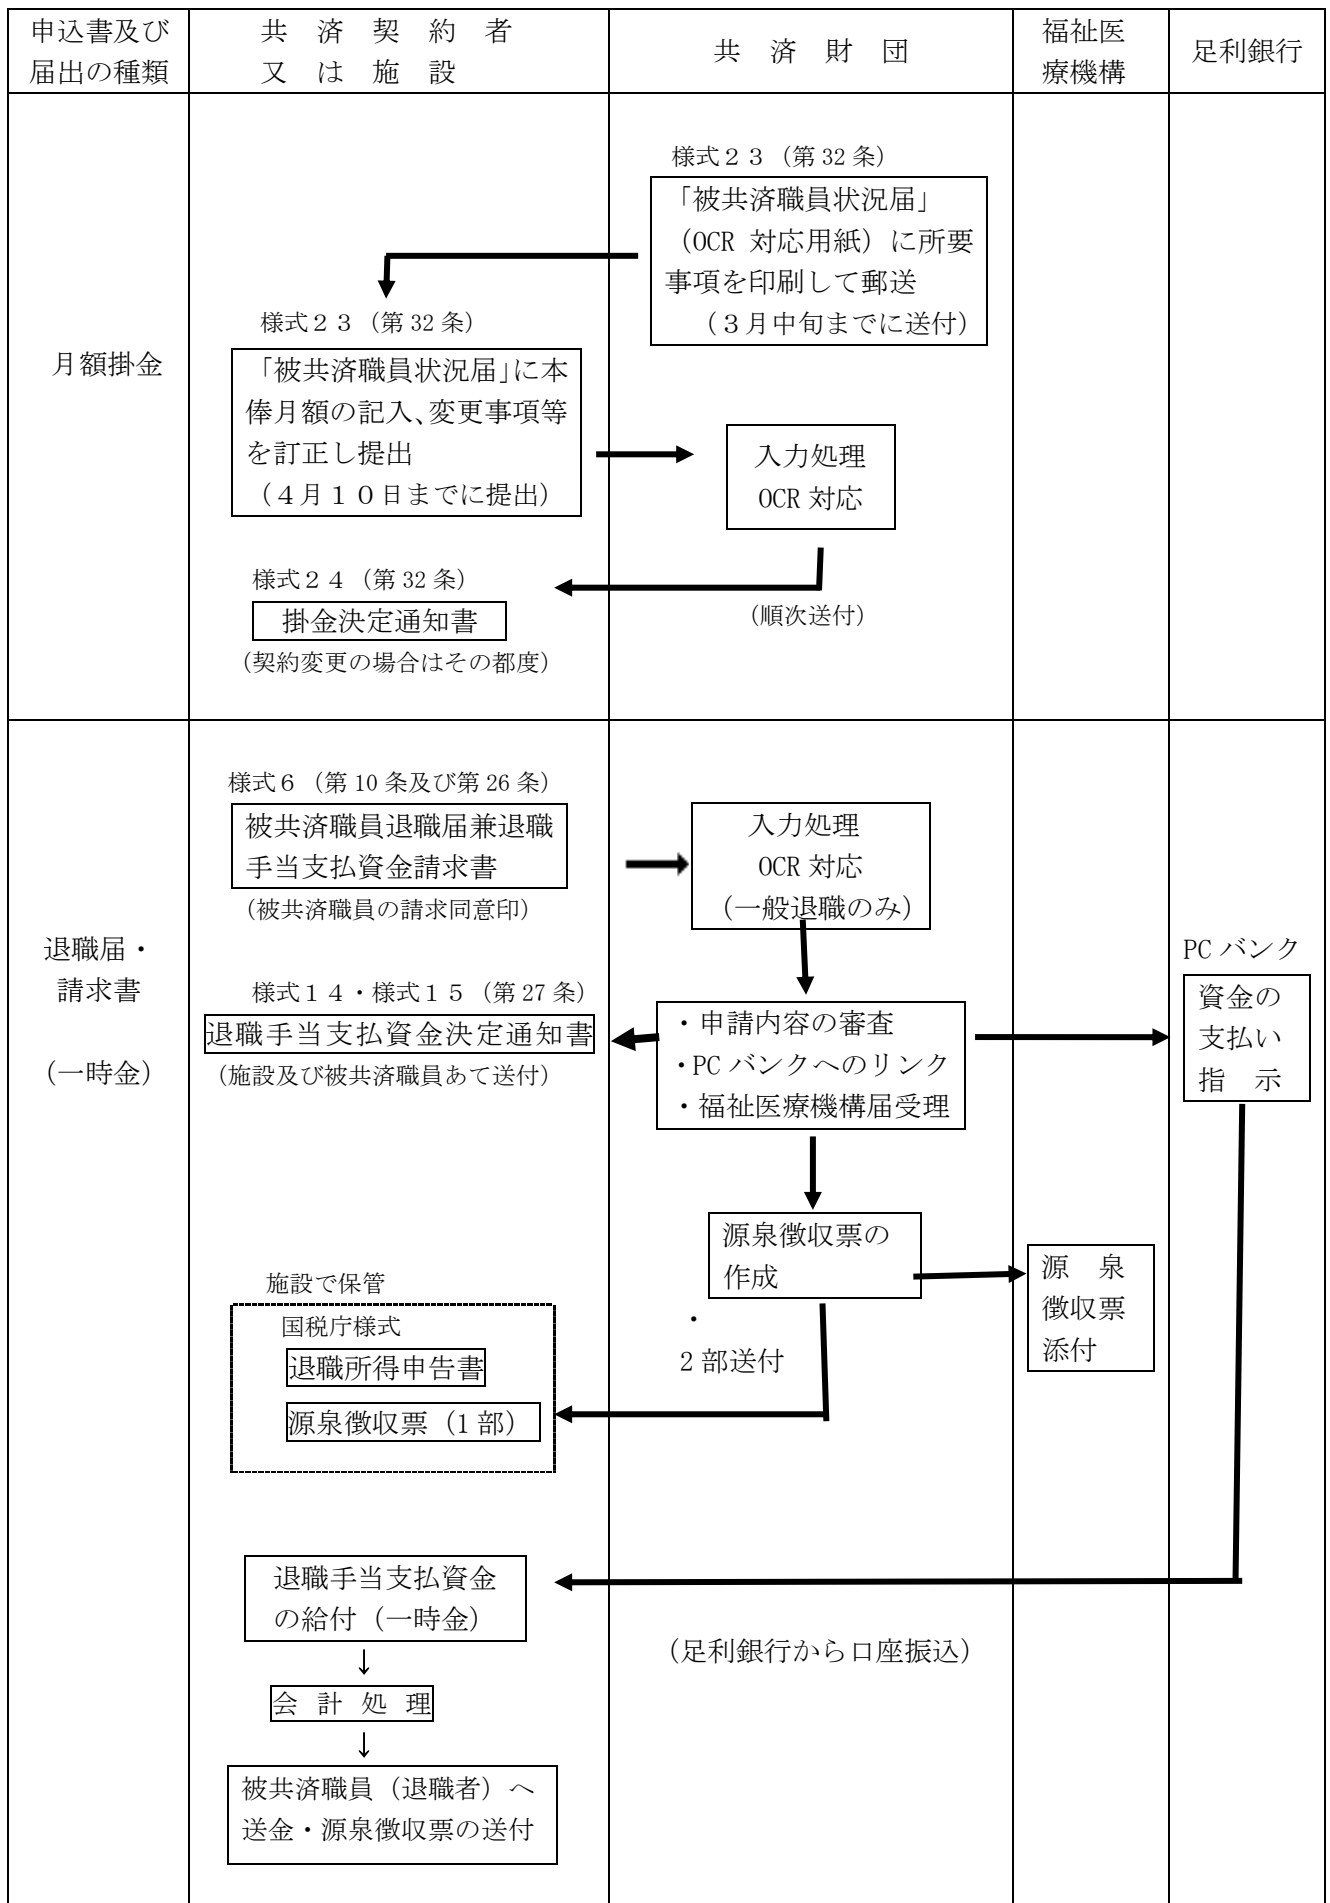 申込書及び
届出の種類
共済契約者
又は施設
共済財団
福祉医
療機構
足利銀行
月額掛金
様式23(第32条)
「被共済職員状況届」
(OCR 対応用紙)に所要
事項を印刷して郵送
(3月中旬までに送付)
様式23(第32条)
「被共済職員状況届」に本
俸月額の記入、変更事項等
を訂正し提出
(4月10日までに提出)
入力処理
OCR 対応
様式24(第32条)
掛金決定通知書
(契約変更の場合はその都度)
(順次送付)
退職届・
請求書
(一時金)
様式6(第10条及び第26条)
被共済職員退職届兼退職
手当支払資金請求書
(被共済職員の請求同意印)
入力処理
OCR 対応
(一般退職のみ)
様式14・様式15(第27条)
退職手当支払資金決定通知書
(施設及び被共済職員あて送付)
・申請内容の審査
・PC バンクへのリンク
・福祉医療機構届受理
PC バンク
資金の
支払い
指 示
源泉徴収票の
作成
源 泉
徴収票
添付
・
2部送付
施設で保管
国税庁様式
退職所得申告書
源泉徴収票(1部)
退職手当支払資金
の給付(一時金)
(足利銀行から口座振込)
↓
会計処理
↓
被共済職員(退職者)へ
送金・源泉徴収票の送付